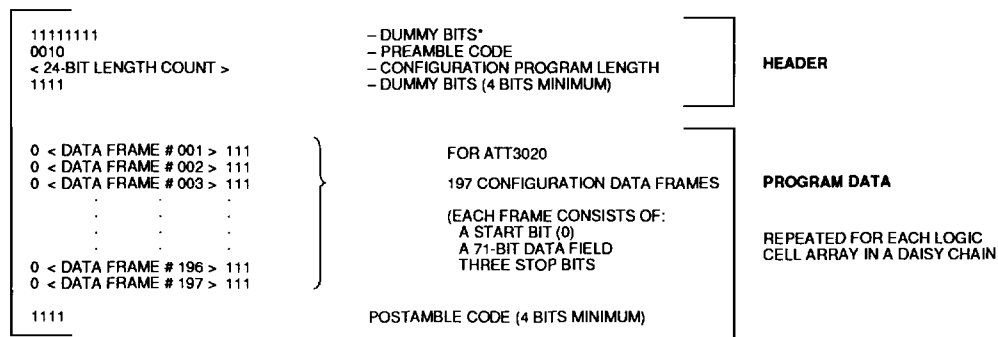 11111111 – DUMMY BITS*
0010 – PREAMBLE CODE
< 24-BIT LENGTH COUNT > – CONFIGURATION PROGRAM LENGTH
1111 – DUMMY BITS (4 BITS MINIMUM)
HEADER
0 < DATA FRAME # 001 > 111
0 < DATA FRAME # 002 > 111
0 < DATA FRAME # 003 > 111
. . .
. . .
. . .
0 < DATA FRAME # 196 > 111
0 < DATA FRAME # 197 > 111
FOR ATT3020
197 CONFIGURATION DATA FRAMES
(EACH FRAME CONSISTS OF:
A START BIT (0)
A 71-BIT DATA FIELD
THREE STOP BITS
PROGRAM DATA
REPEATED FOR EACH LOGIC
CELL ARRAY IN A DAISY CHAIN
1111 POSTAMBLE CODE (4 BITS MINIMUM)